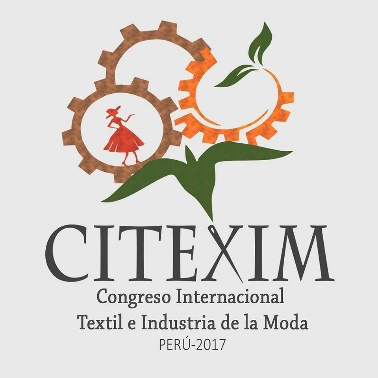 CITEXIM
Congreso Internacional
Textil e Industria de la Moda
PERÚ-2017